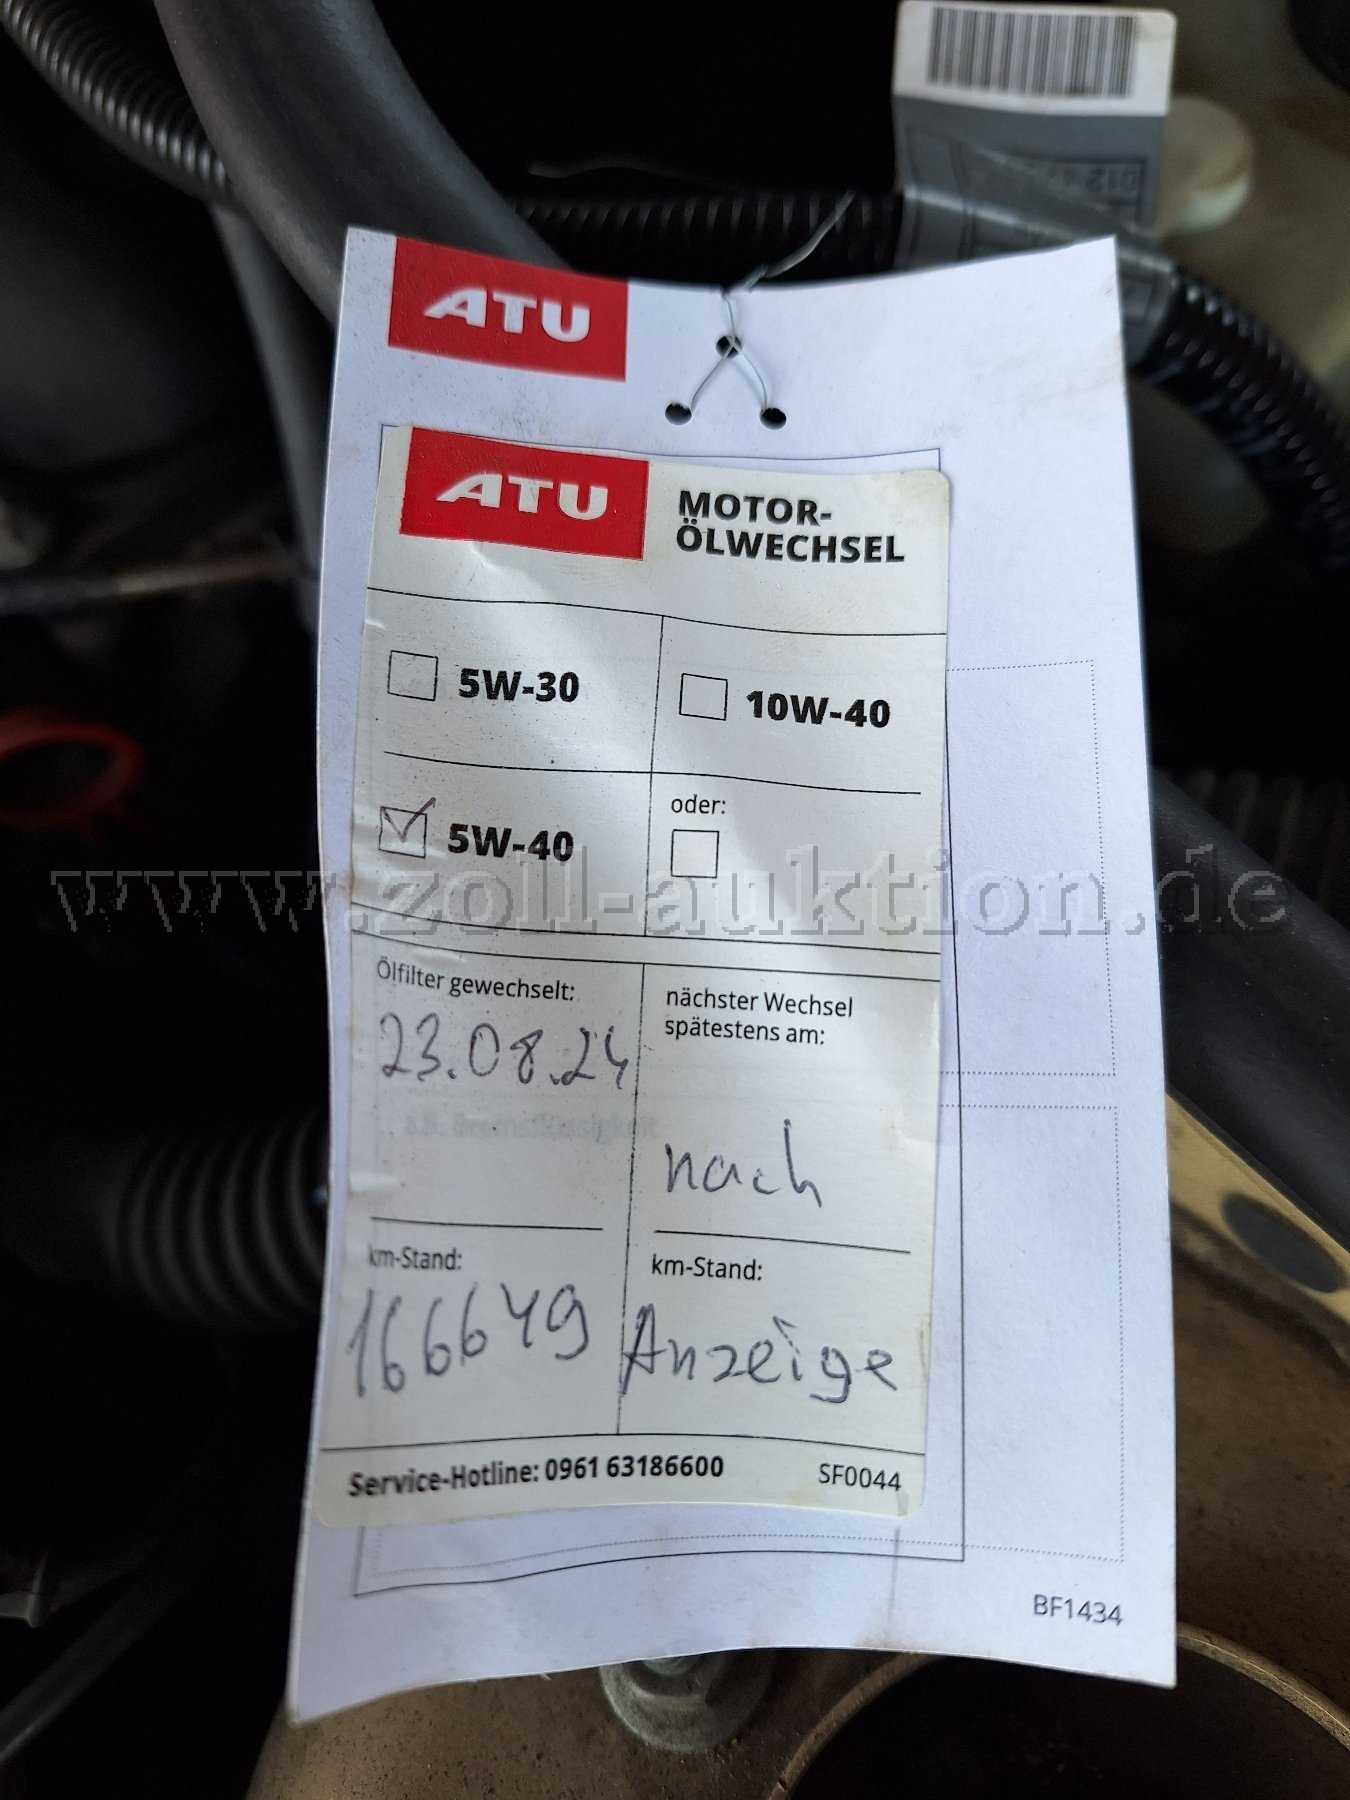 ATU
ATU
MOTOR-
ÖLWECHSEL
5W-30
10W-40
5W-40
oder:
www.zoll-auktion.de
Ölfilter gewechselt:
23.08.24
nächster Wechsel
spätestens am:
nach
km-Stand:
166649
km-Stand:
Anzeige
Service-Hotline: 0961 63186600
SF0044
BF1434